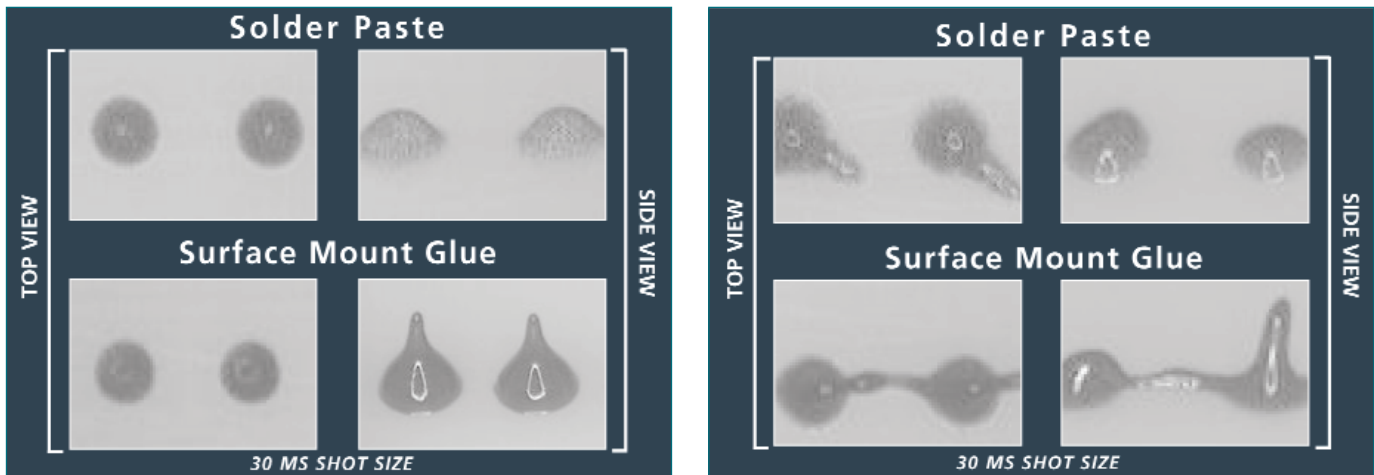 Solder Paste
TOP VIEW
SIDE VIEW
Surface Mount Glue
30 MS SHOT SIZE
Solder Paste
TOP VIEW
SIDE VIEW
Surface Mount Glue
30 MS SHOT SIZE